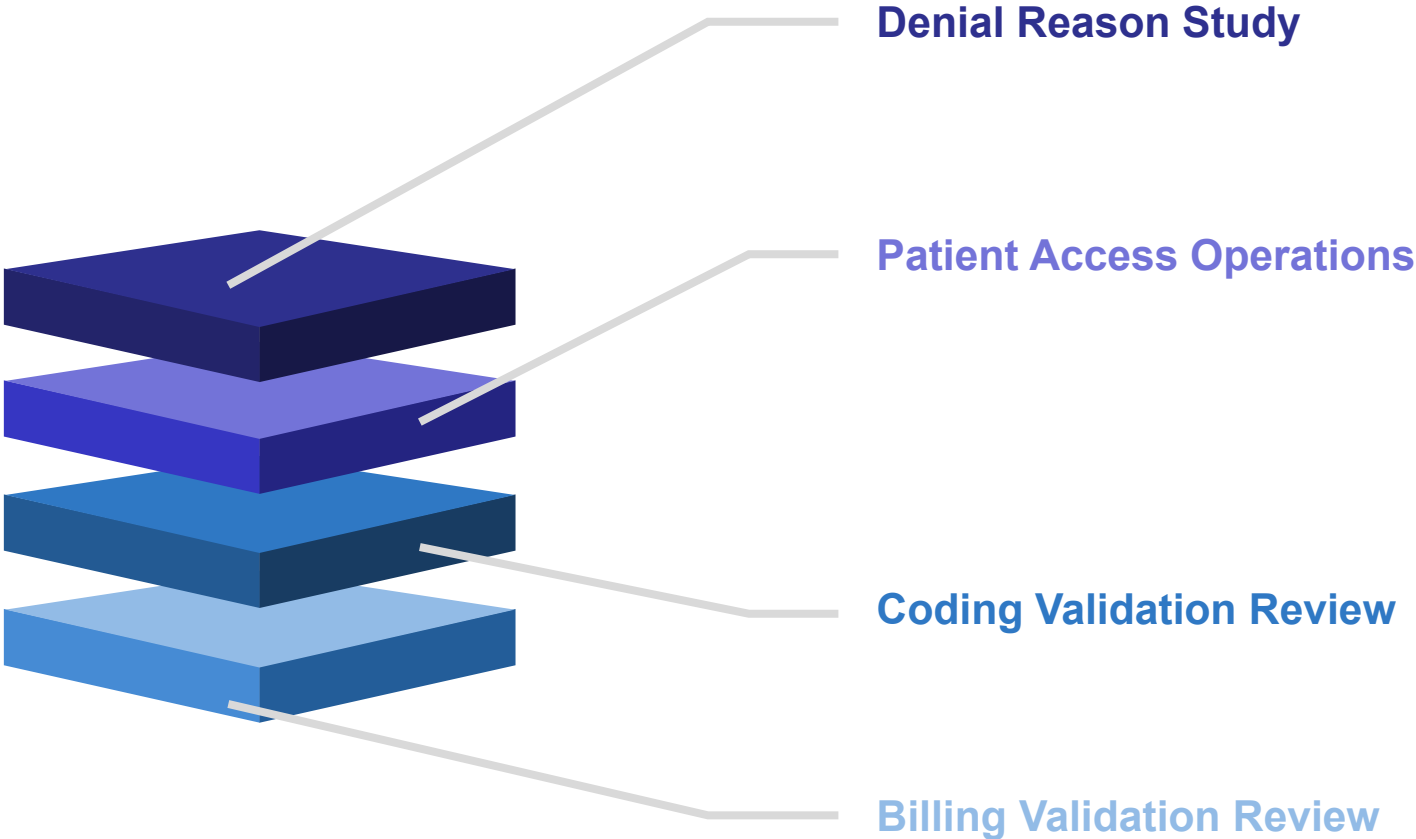 Denial Reason Study
Patient Access Operations
Coding Validation Review
Billing Validation Review